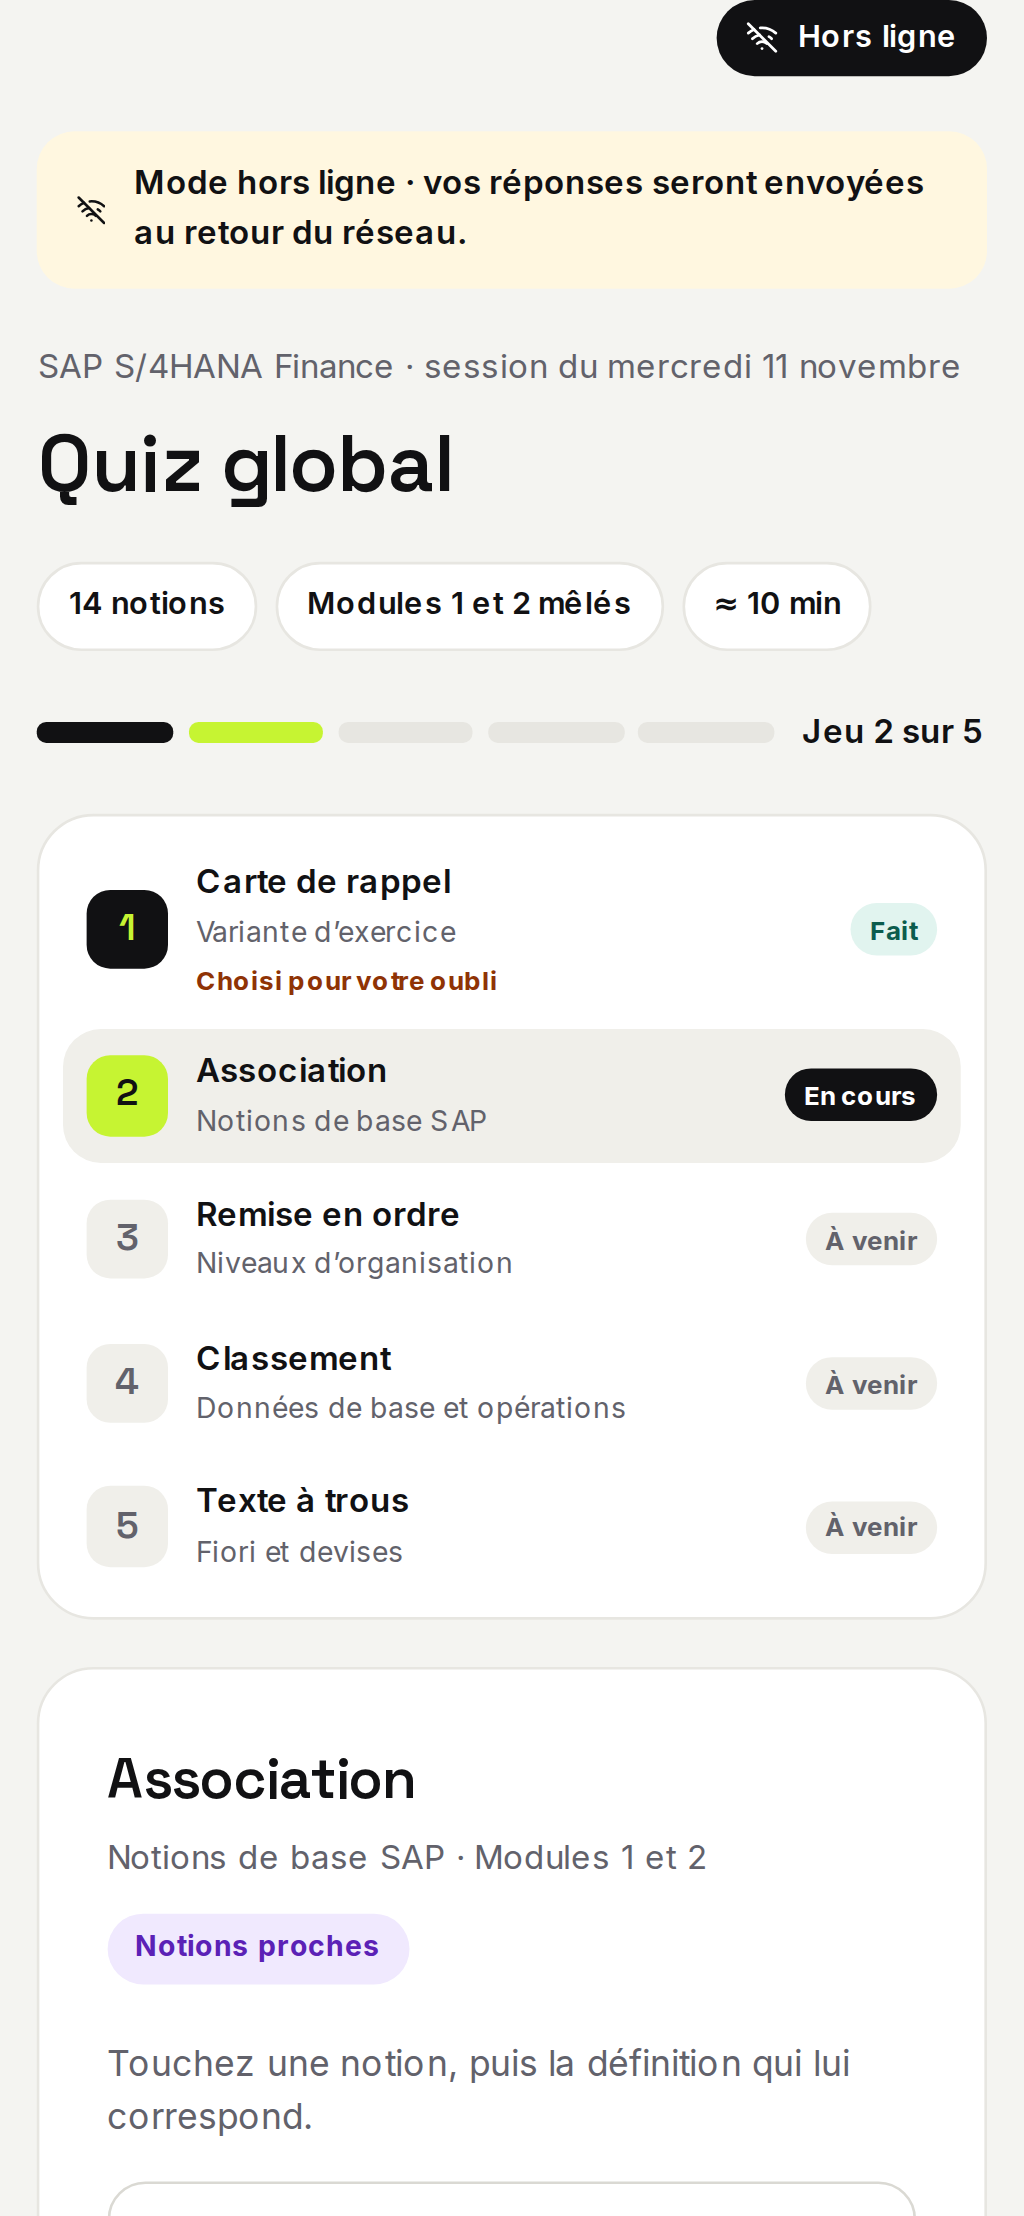 Hors ligne
Mode hors ligne · vos réponses seront envoyées
au retour du réseau.
SAP S/4HANA Finance · session du mercredi 11 novembre
Quiz global
14 notions
Modules 1 et 2 mêlés
≈ 10 min
Jeu 2 sur 5
1
Carte de rappel
Variante d’exercice
Choisi pour votre oubli
Fait
2
Association
Notions de base SAP
En cours
3
Remise en ordre
Niveaux d’organisation
À venir
4
Classement
Données de base et opérations
À venir
5
Texte à trous
Fiori et devises
À venir
Association
Notions de base SAP · Modules 1 et 2
Notions proches
Touchez une notion, puis la définition qui lui
correspond.